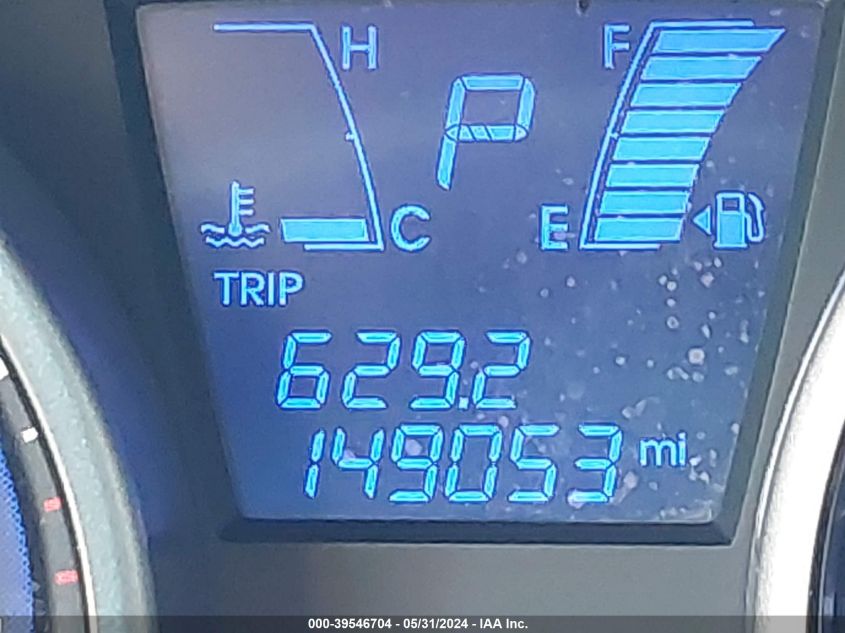 H F
P
C E
TRIP
629.2
149053 mi
000-39546704 - 05/31/2024 - IAA Inc.